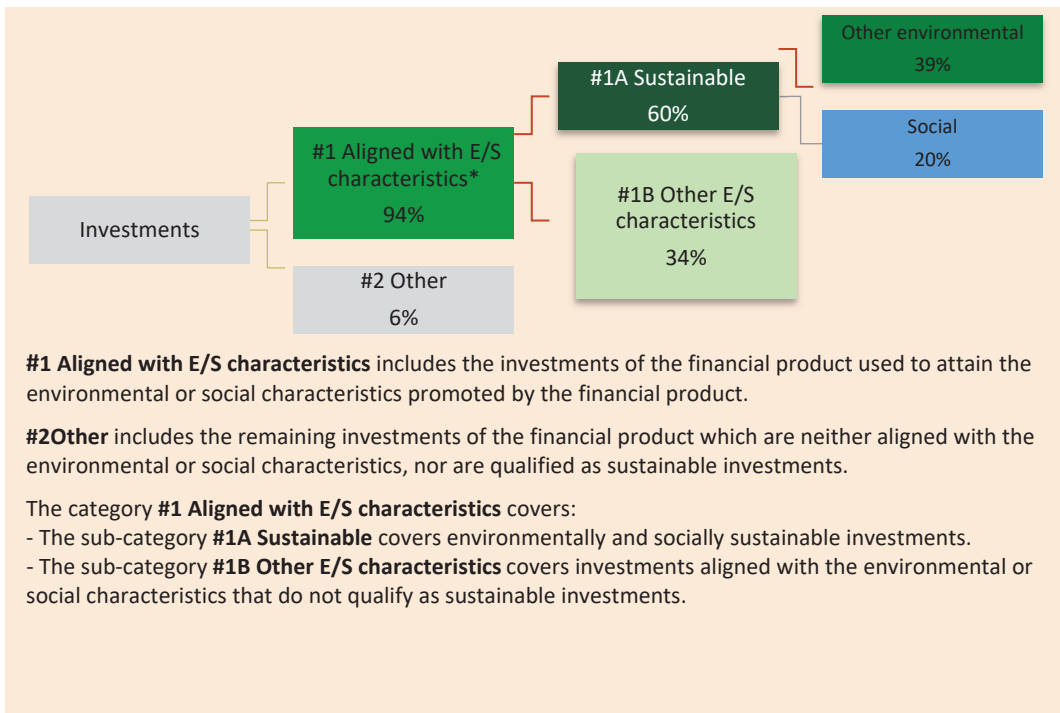 Other environmental
39%
#1A Sustainable
60%
Social
20%
#1 Aligned with E/S
characteristics*
94%
#1B Other E/S
characteristics
34%
Investments
#2 Other
6%
#1 Aligned with E/S characteristics includes the investments of the financial product used to attain the
environmental or social characteristics promoted by the financial product.
#2Other includes the remaining investments of the financial product which are neither aligned with the
environmental or social characteristics, nor are qualified as sustainable investments.
The category #1 Aligned with E/S characteristics covers:
- The sub-category #1A Sustainable covers environmentally and socially sustainable investments.
- The sub-category #1B Other E/S characteristics covers investments aligned with the environmental or
social characteristics that do not qualify as sustainable investments.